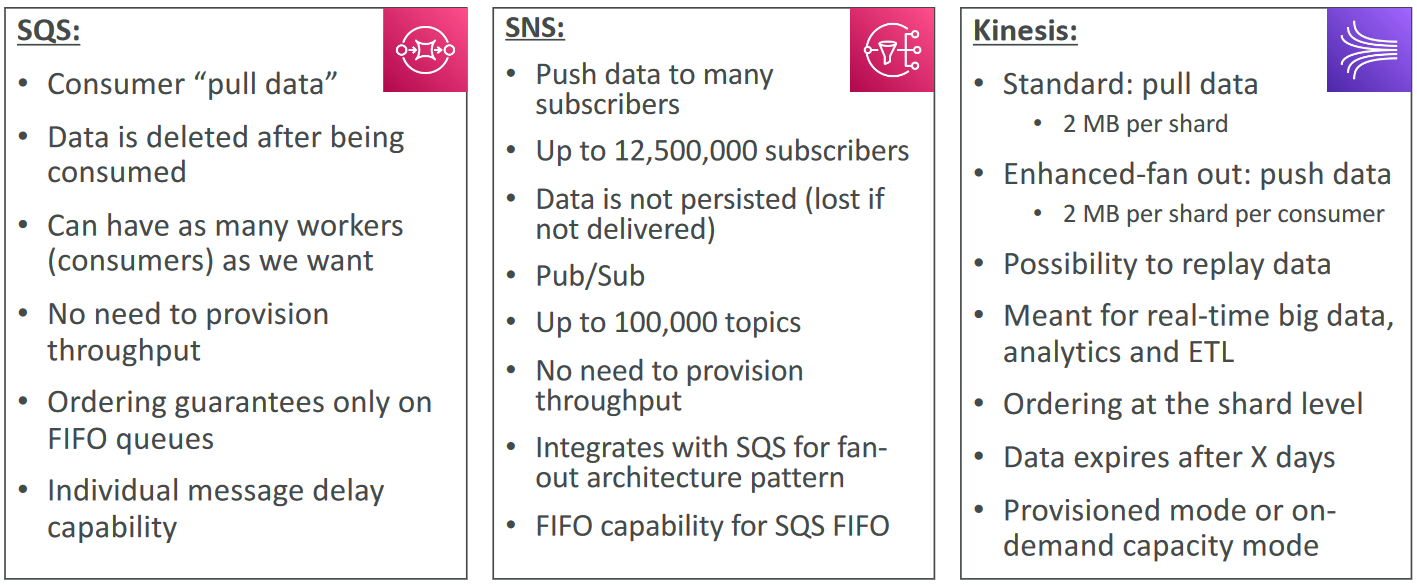 SQS:
• Consumer “pull data”
• Data is deleted after being
consumed
• Can have as many workers
(consumers) as we want
• No need to provision
throughput
• Ordering guarantees only on
FIFO queues
• Individual message delay
capability
SNS:
• Push data to many
subscribers
• Up to 12,500,000 subscribers
• Data is not persisted (lost if
not delivered)
• Pub/Sub
• Up to 100,000 topics
• No need to provision
throughput
• Integrates with SQS for fan-
out architecture pattern
• FIFO capability for SQS FIFO
Kinesis:
• Standard: pull data
• 2 MB per shard
• Enhanced-fan out: push data
• 2 MB per shard per consumer
• Possibility to replay data
• Meant for real-time big data,
analytics and ETL
• Ordering at the shard level
• Data expires after X days
• Provisioned mode or on-
demand capacity mode